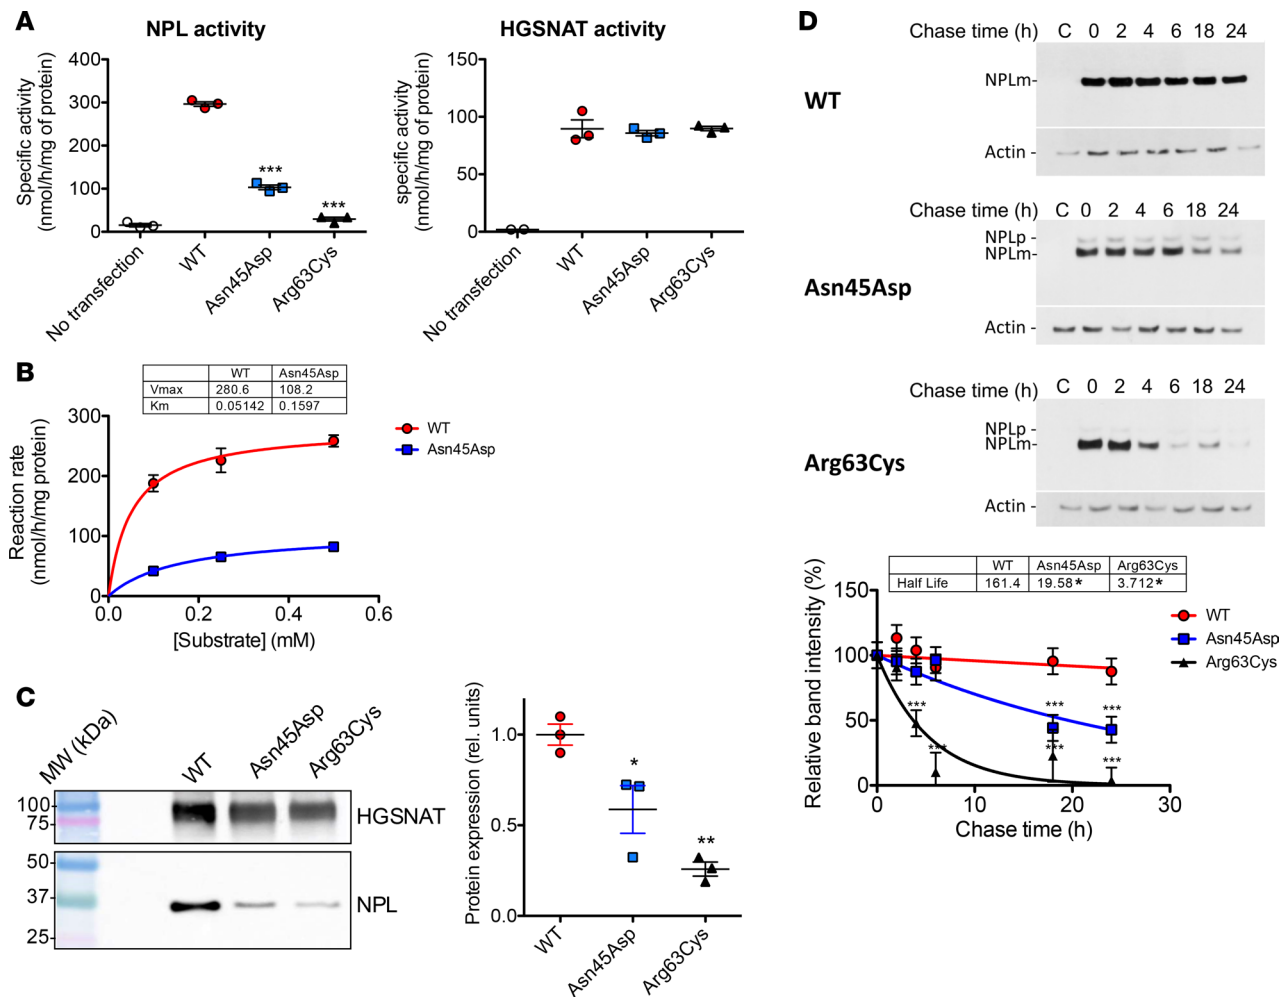 A
NPL activity
Specific activity
(nmol/h/mg of protein)
400
300
200
100
0
***
***
No transfection
WT
Asn45Asp
Arg63Cys
HGSNAT activity
specific activity
(nmol/h/mg of protein)
150
100
50
0
No transfection
WT
Asn45Asp
Arg63Cys
B
WT Asn45Asp
Vmax 280.6 108.2
Km 0.05142 0.1597
Reaction rate
(nmol/h/mg protein)
300
200
100
0
0.0 0.2 0.4 0.6
[Substrate] (mM)
WT
Asn45Asp
C
MW (kDa)
WT
Asn45Asp
Arg63Cys
100
75
HGSNAT
50
37
25
NPL
Protein expression (rel. units)
1.0
0.5
0.0
*
**
WT
Asn45Asp
Arg63Cys
D
Chase time (h) C 0 2 4 6 18 24
NPLm-
WT
Actin -
Chase time (h) C 0 2 4 6 18 24
NPLp -
NPLm-
Asn45Asp
Actin -
Chase time (h) C 0 2 4 6 18 24
NPLp -
NPLm-
Arg63Cys
Actin -
WT Asn45Asp Arg63Cys
Half Life 161.4 19.58* 3.712*
Relative band intensity (%)
150
100
50
0
***
***
***
***
***
***
0 10 20 30
Chase time (h)
WT
Asn45Asp
Arg63Cys